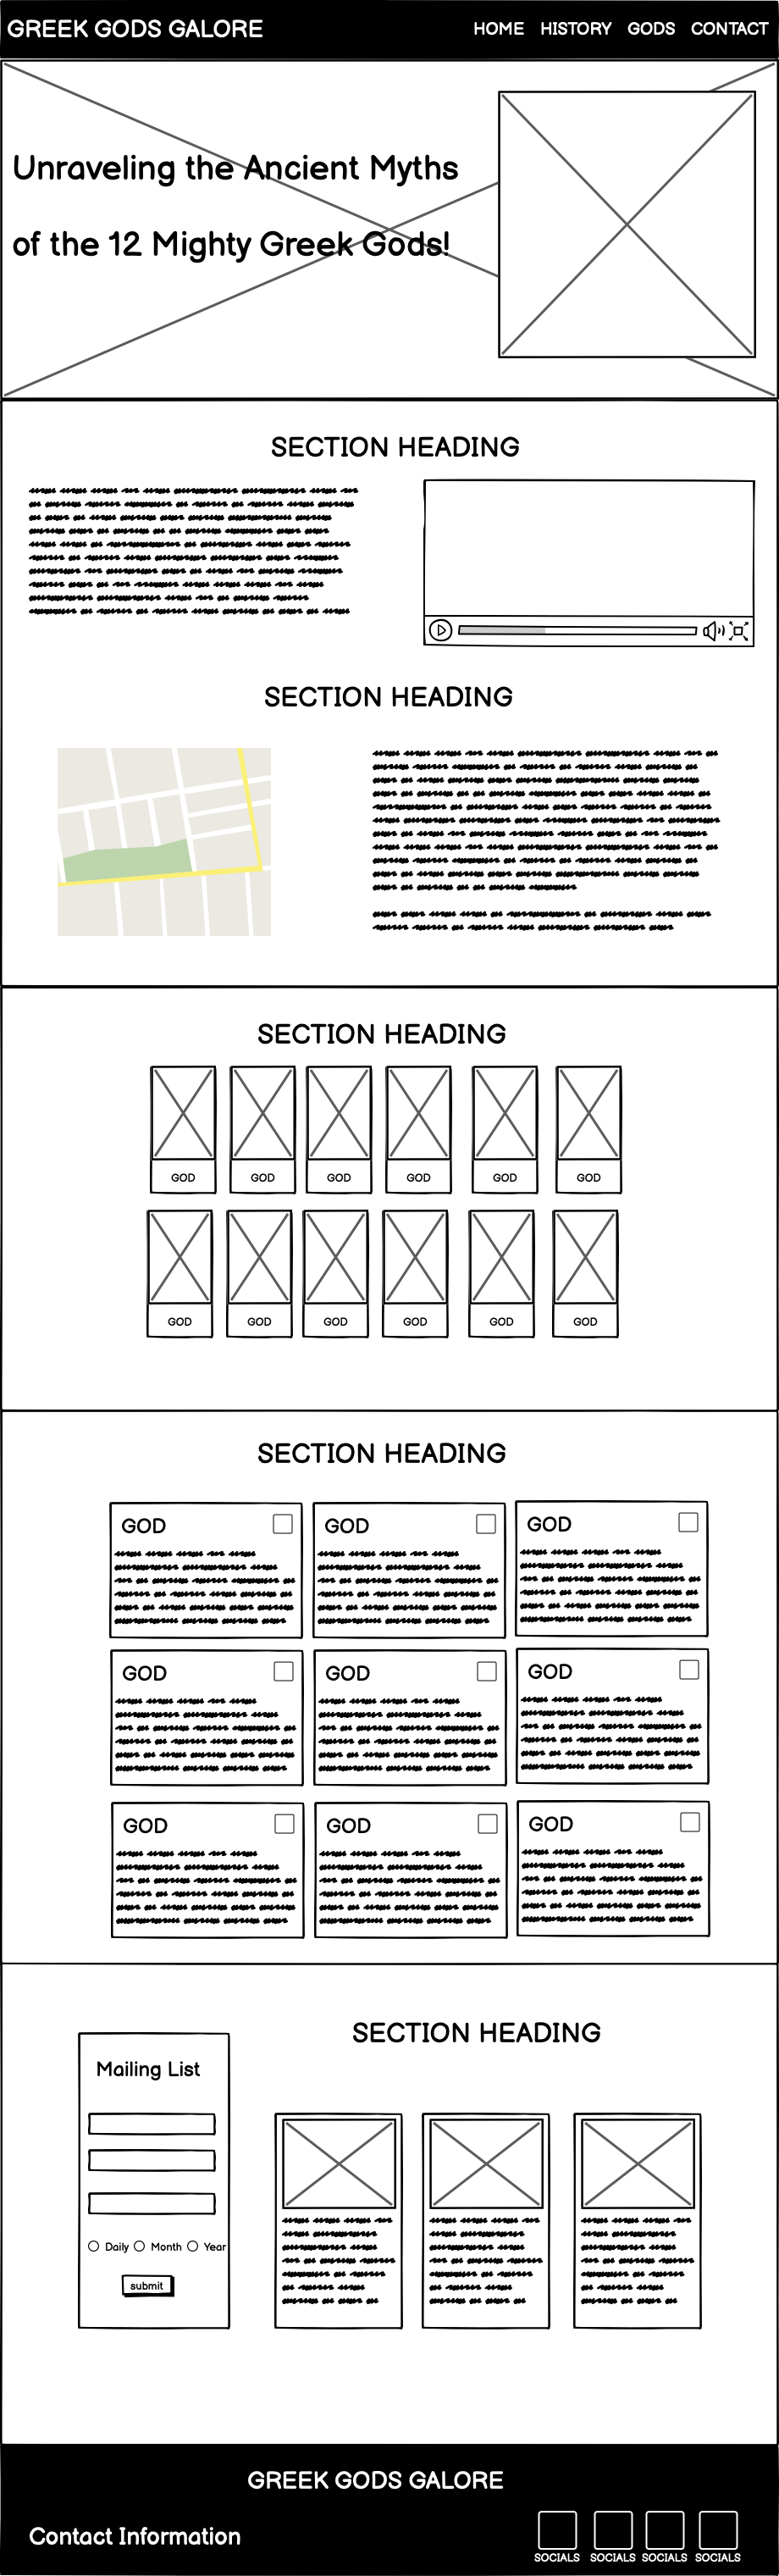 GREEK GODS GALORE
HOME HISTORY GODS CONTACT
Unraveling the Ancient Myths
of the 12 Mighty Greek Gods!
SECTION HEADING
SECTION HEADING
SECTION HEADING
GOD GOD GOD GOD GOD GOD
GOD GOD GOD GOD GOD GOD
SECTION HEADING
GOD GOD GOD
GOD GOD GOD
GOD GOD GOD
SECTION HEADING
Mailing List
Daily Month Year
submit
GREEK GODS GALORE
Contact Information
SOCIALS SOCIALS SOCIALS SOCIALS